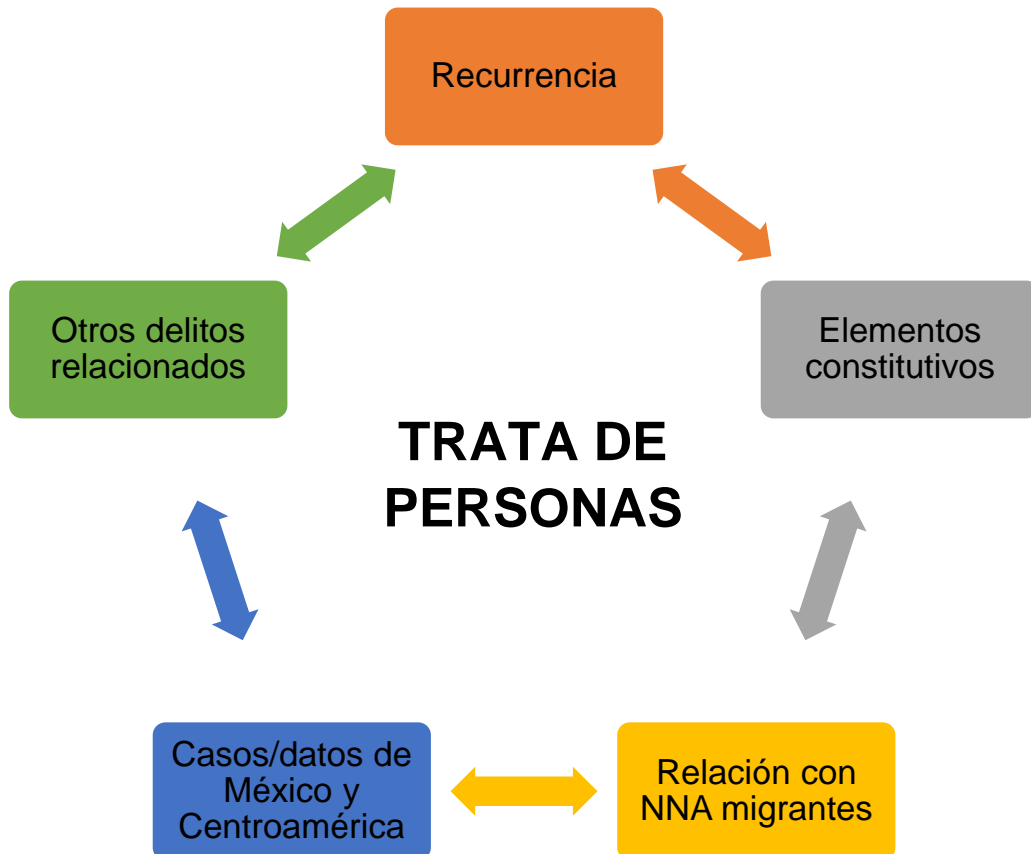 Recurrencia
Otros delitos
relacionados
Elementos
constitutivos
TRATA DE
PERSONAS
Casos/datos de
México y
Centroamérica
Relación con
NNA migrantes